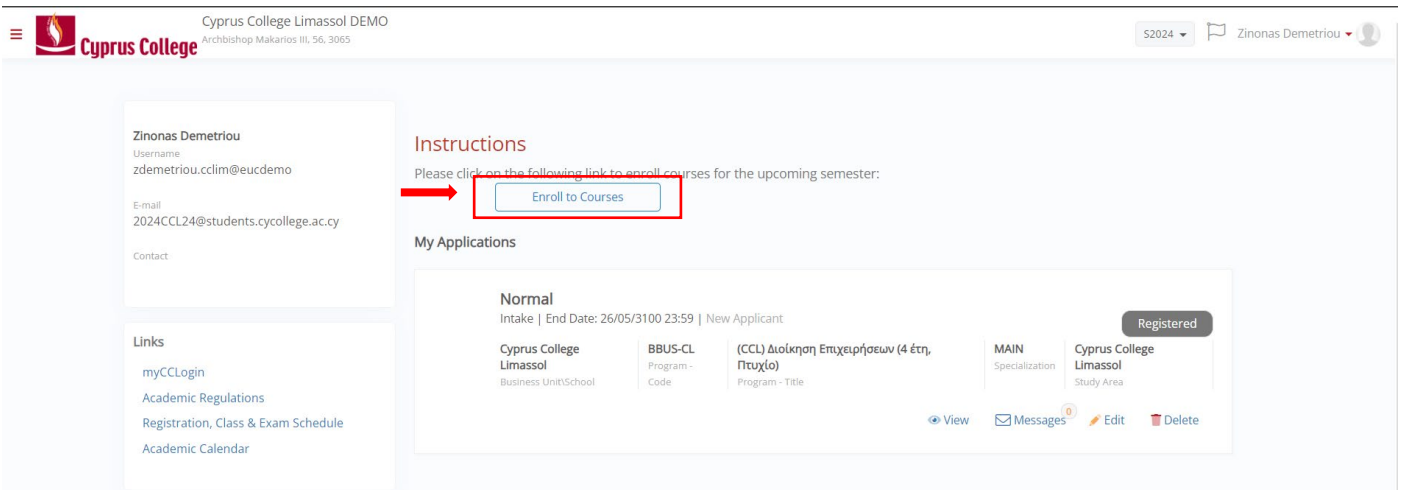 Cyprus College Limassol DEMO
Archbishop Makarios III, 56, 3065
Cyprus College
S2024
Zinonas Demetriou
Zinonas Demetriou
Username
zdemetriou.cclim@eucdemo
E-mail
2024CCL24@students.cycollege.ac.cy
Contact
Links
myCCLogin
Academic Regulations
Registration, Class & Exam Schedule
Academic Calendar
Instructions
Please click on the following link to enroll courses for the upcoming semester:
Enroll to Courses
My Applications
Normal
Intake | End Date: 26/05/3100 23:59 | New Applicant
Registered
Cyprus College
Limassol
Business Unit\School
BBUS-CL
Program -
Code
(CCL) Διοίκηση Επιχειρήσεων (4 έτη,
Πτυχίο)
Program - Title
MAIN
Specialization
Cyprus College
Limassol
Study Area
View
Messages 0
Edit
Delete